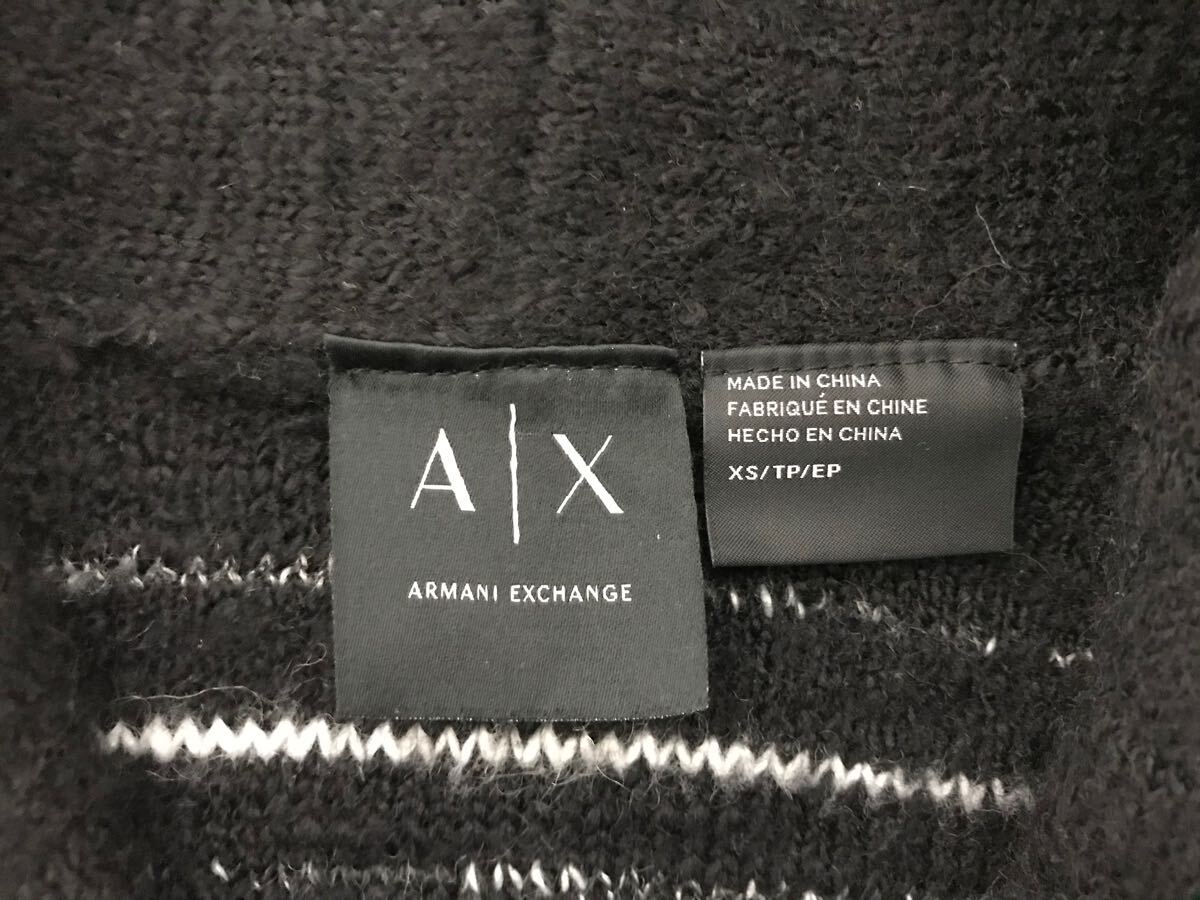 A|X
ARMANI EXCHANGE
MADE IN CHINA
FABRIQUÉ EN CHINE
HECHO EN CHINA
XS/TP/EP